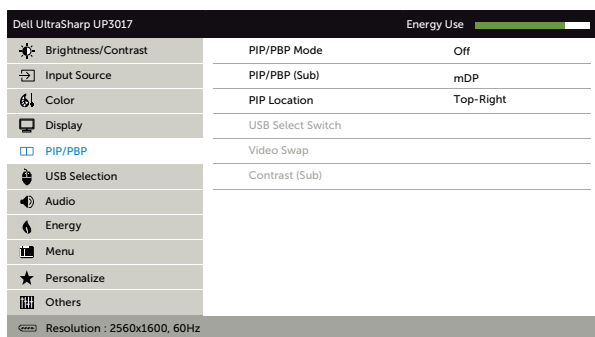 Dell UltraSharp UP3017 Energy Use
Brightness/Contrast PIP/PBP Mode Off
Input Source PIP/PBP (Sub) mDP
Color PIP Location Top-Right
Display USB Select Switch
PIP/PBP Video Swap
USB Selection Contrast (Sub)
Audio
Energy
Menu
Personalize
Others
Resolution : 2560x1600, 60Hz